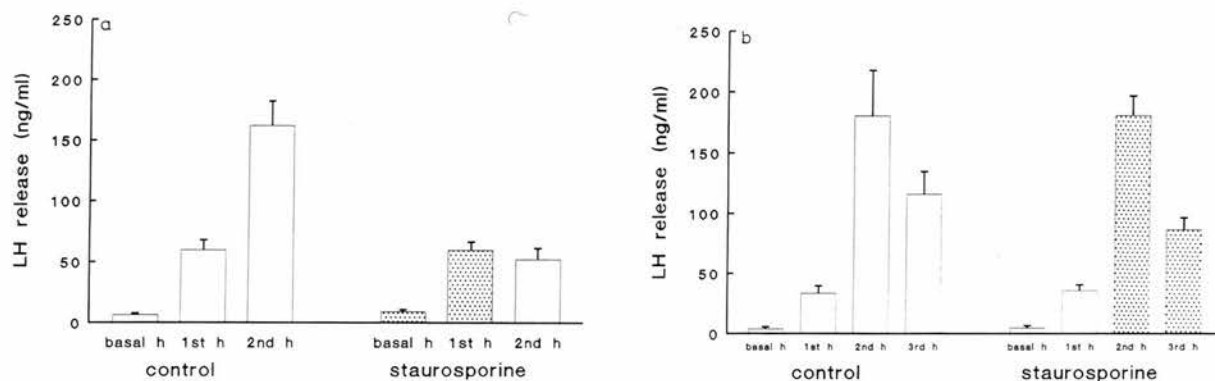 a
250
200
150
100
50
0
LH release (ng/ml)
basal h 1st h 2nd h basal h 1st h 2nd h
control staurosporine
b
250
200
150
100
50
0
LH release (ng/ml)
basal h 1st h 2nd h 3rd h basal h 1st h 2nd h 3rd h
control staurosporine